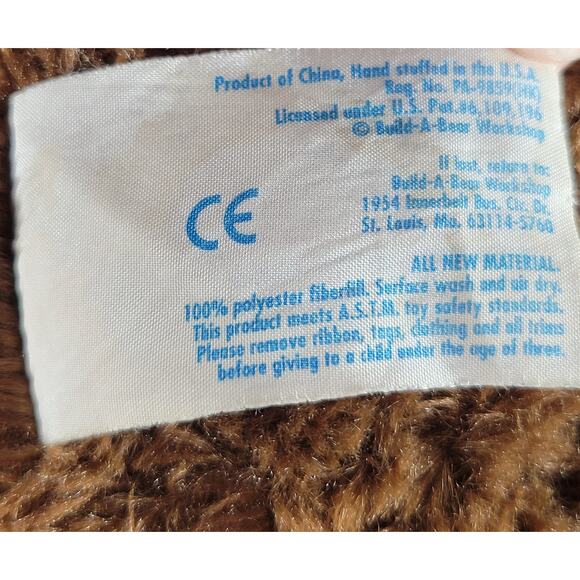 Product of China, Hand stuffed in the U.S.A.
Reg. No. PA-9859(HK)
Licensed under U.S. Pat.#6,109,196
© Build-A-Bear Workshop
If lost, return to:
Build-A-Bear Workshop
1954 Innerbelt Bus. Ctr. Dr.
St. Louis, Mo. 63114-5760
CE
ALL NEW MATERIAL.
100% polyester fiberfill. Surface wash and air dry.
This product meets A.S.T.M. toy safety standards.
Please remove ribbon, tags, clothing and all trims
before giving to a child under the age of three.